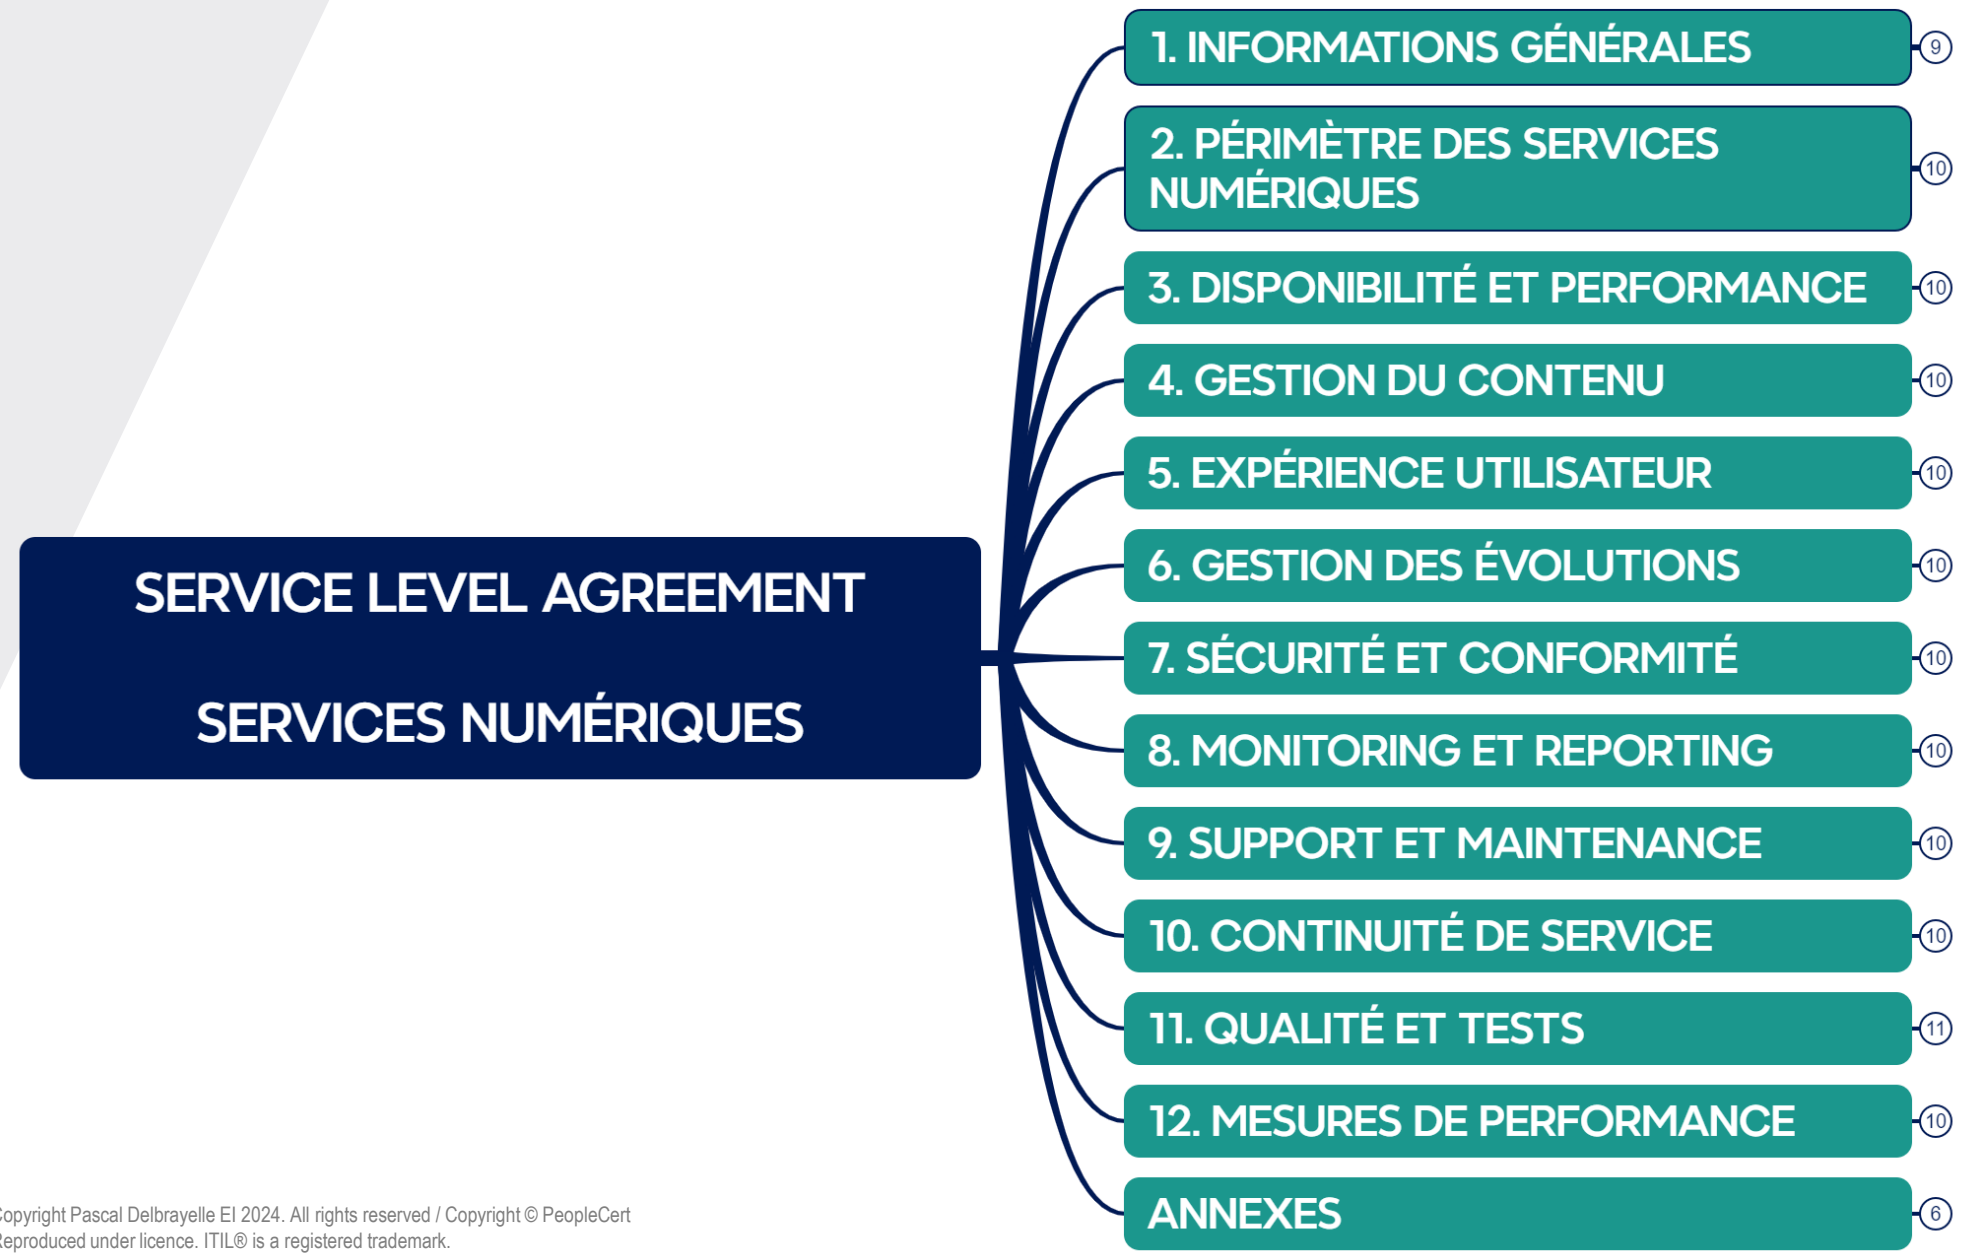 SERVICE LEVEL AGREEMENT
SERVICES NUMÉRIQUES
1. INFORMATIONS GÉNÉRALES
9
2. PÉRIMÈTRE DES SERVICES
NUMÉRIQUES
10
3. DISPONIBILITÉ ET PERFORMANCE
10
4. GESTION DU CONTENU
10
5. EXPÉRIENCE UTILISATEUR
10
6. GESTION DES ÉVOLUTIONS
10
7. SÉCURITÉ ET CONFORMITÉ
10
8. MONITORING ET REPORTING
10
9. SUPPORT ET MAINTENANCE
10
10. CONTINUITÉ DE SERVICE
10
11. QUALITÉ ET TESTS
11
12. MESURES DE PERFORMANCE
10
ANNEXES
6
Copyright Pascal Delbrayelle EI 2024. All rights reserved / Copyright © PeopleCert
Reproduced under licence. ITIL® is a registered trademark.